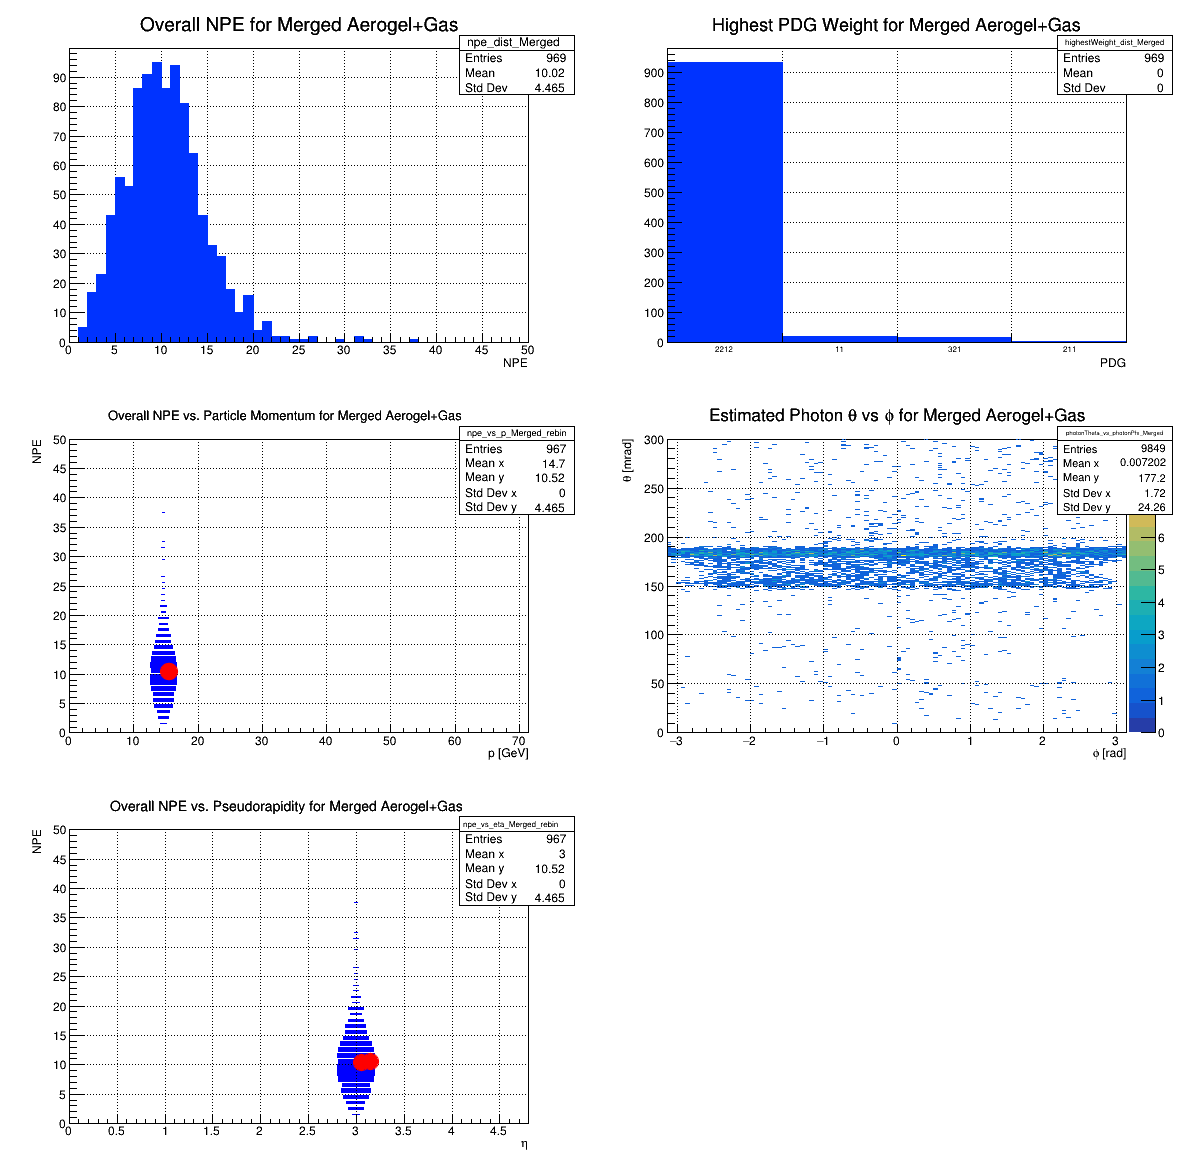 Overall NPE for Merged Aerogel+Gas
npe_dist_Merged
Entries 969
Mean 10.02
Std Dev 4.465
90
80
70
60
50
40
30
20
10
0
0 5 10 15 20 25 30 35 40 45 50
NPE
Highest PDG Weight for Merged Aerogel+Gas
highestWeight_dist_Merged
Entries 969
Mean 0
Std Dev 0
900
800
700
600
500
400
300
200
100
0
2212 11 321 211
PDG
Overall NPE vs. Particle Momentum for Merged Aerogel+Gas
npe_vs_p_Merged_rebin
Entries 967
Mean x 14.7
Mean y 10.52
Std Dev x 0
Std Dev y 4.465
NPE
50
45
40
35
30
25
20
15
10
5
0
0 10 20 30 40 50 60 70
p [GeV]
Estimated Photon θ vs ϕ for Merged Aerogel+Gas
photonTheta_vs_photonPhi_Merged
Entries 9849
Mean x 0.007202
Mean y 177.2
Std Dev x 1.72
Std Dev y 24.26
θ [mrad]
300
250
200
150
100
50
0
−3 −2 −1 0 1 2 3
ϕ [rad]
6
5
4
3
2
1
0
Overall NPE vs. Pseudorapidity for Merged Aerogel+Gas
npe_vs_eta_Merged_rebin
Entries 967
Mean x 3
Mean y 10.52
Std Dev x 0
Std Dev y 4.465
NPE
50
45
40
35
30
25
20
15
10
5
0
0 0.5 1 1.5 2 2.5 3 3.5 4 4.5
η